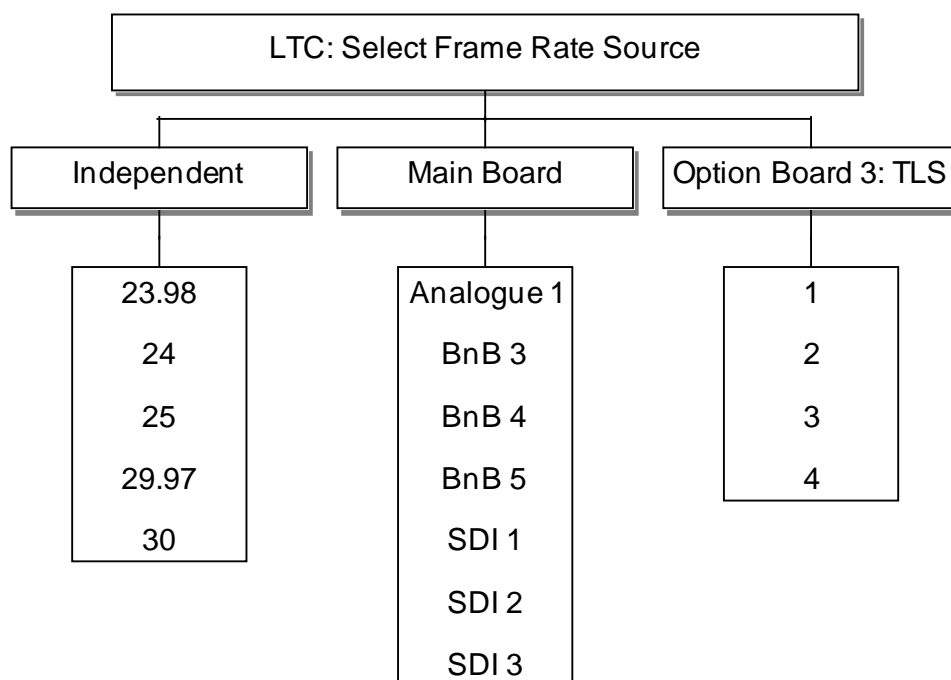 LTC: Select Frame Rate Source
Independent
Main Board
Option Board 3: TLS
23.98
24
25
29.97
30
Analogue 1
BnB 3
BnB 4
BnB 5
SDI 1
SDI 2
SDI 3
1
2
3
4